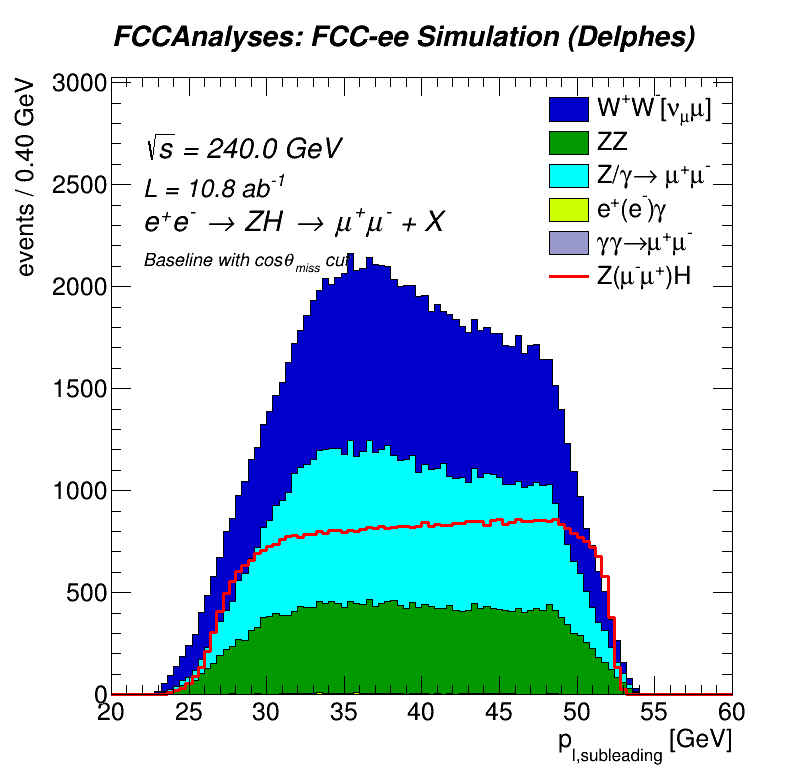 FCCAnalyses: FCC-ee Simulation (Delphes)
events / 0.40 GeV
3000
2500
2000
1500
1000
500
0
√s = 240.0 GeV
L = 10.8 ab⁻¹
e⁺e⁻ → ZH → μ⁺μ⁻ + X
Baseline with cosθ_miss cut
W⁺W⁻[ν_μμ]
ZZ
Z/γ→ μ⁺μ⁻
e⁺(e⁻)γ
γγ→μ⁺μ⁻
Z(μ⁻μ⁺)H
20 25 30 35 40 45 50 55 60
p_l,subleading [GeV]